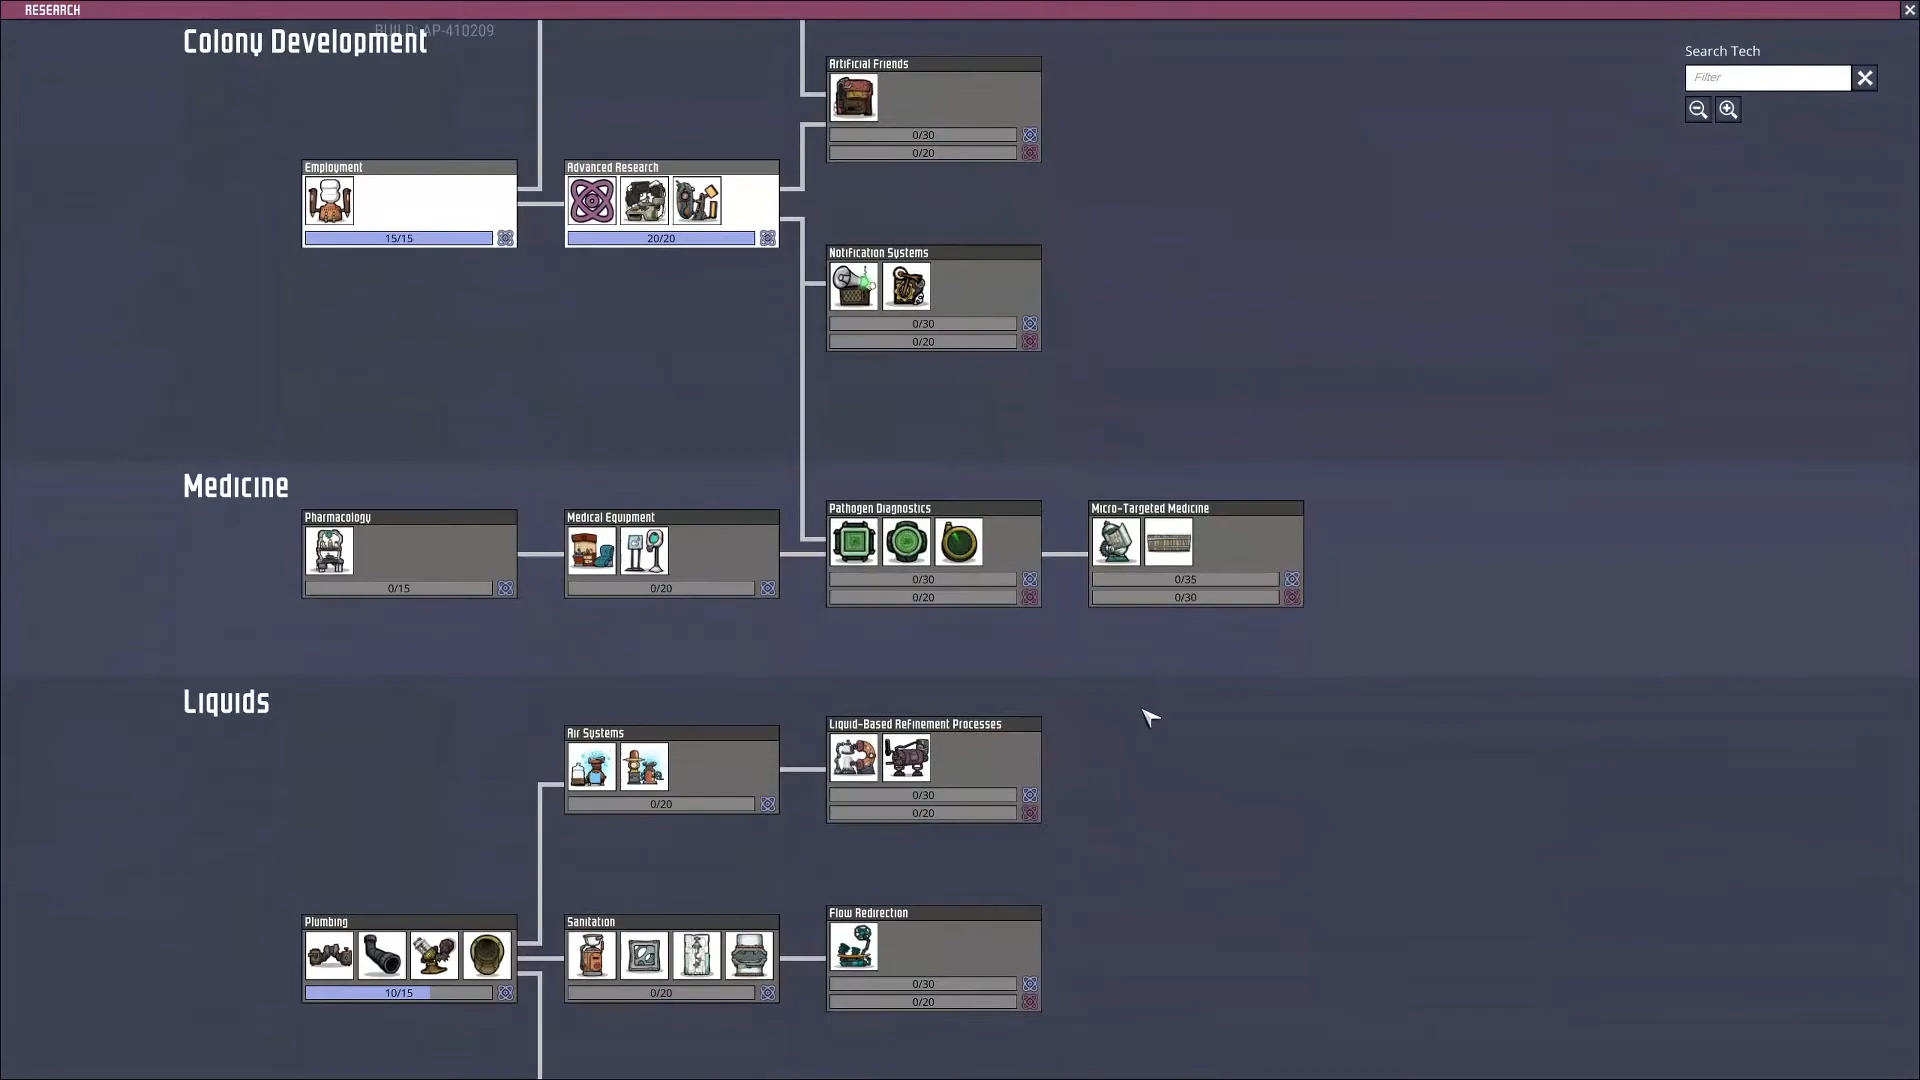 RESEARCH
BUILD: AP-410209
Colony Development
Search Tech
Filter
Artificial Friends
0/30
0/20
Employment
15/15
Advanced Research
20/20
Notification Systems
0/30
0/20
Medicine
Pharmacology
0/15
Medical Equipment
0/20
Pathogen Diagnostics
0/30
0/20
Micro-Targeted Medicine
0/35
0/30
Liquids
Air Systems
0/20
Liquid-Based Refinement Processes
0/30
0/20
Plumbing
10/15
Sanitation
0/20
Flow Redirection
0/30
0/20